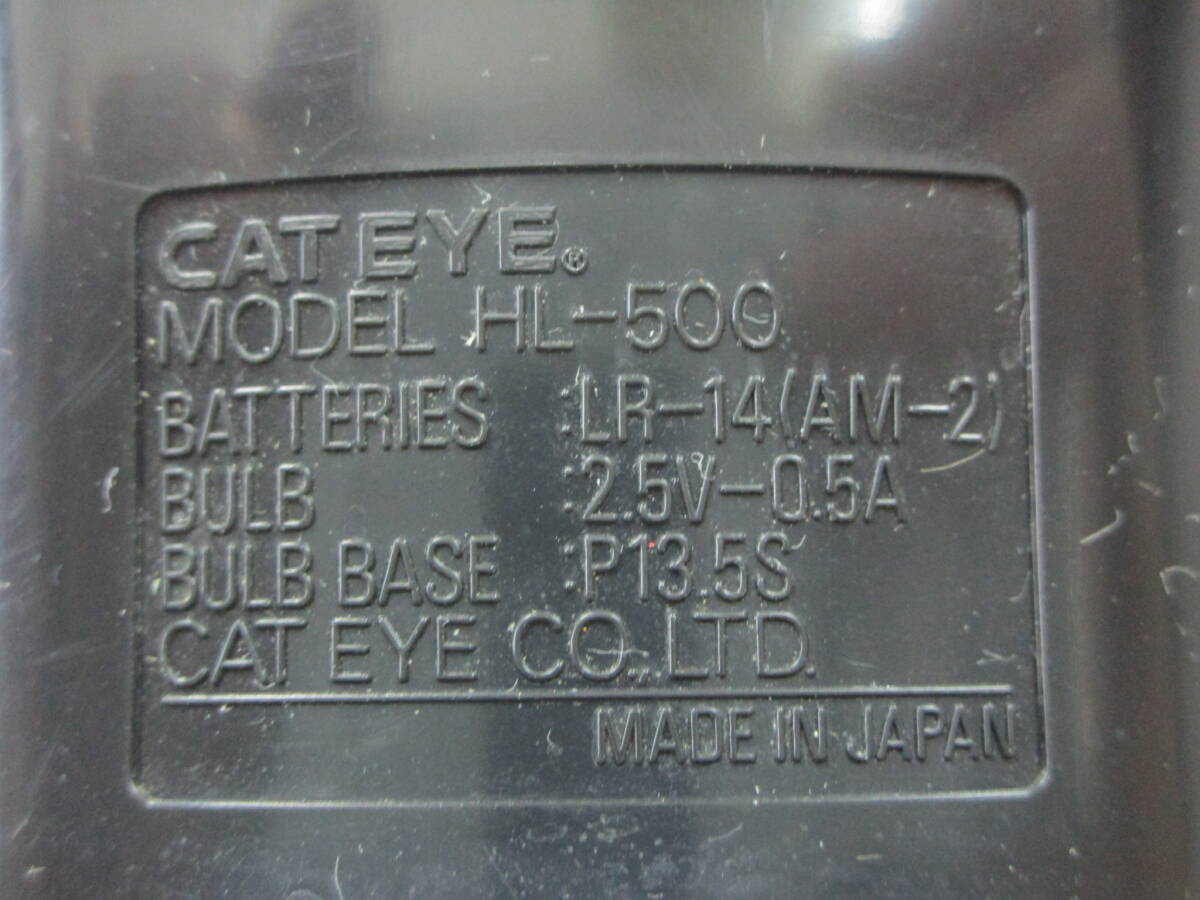 CAT EYE®
MODEL HL-500
BATTERIES :LR-14(AM-2)
BULB :2.5V-0.5A
BULB BASE :P13.5S
CAT EYE CO.,LTD.
MADE IN JAPAN